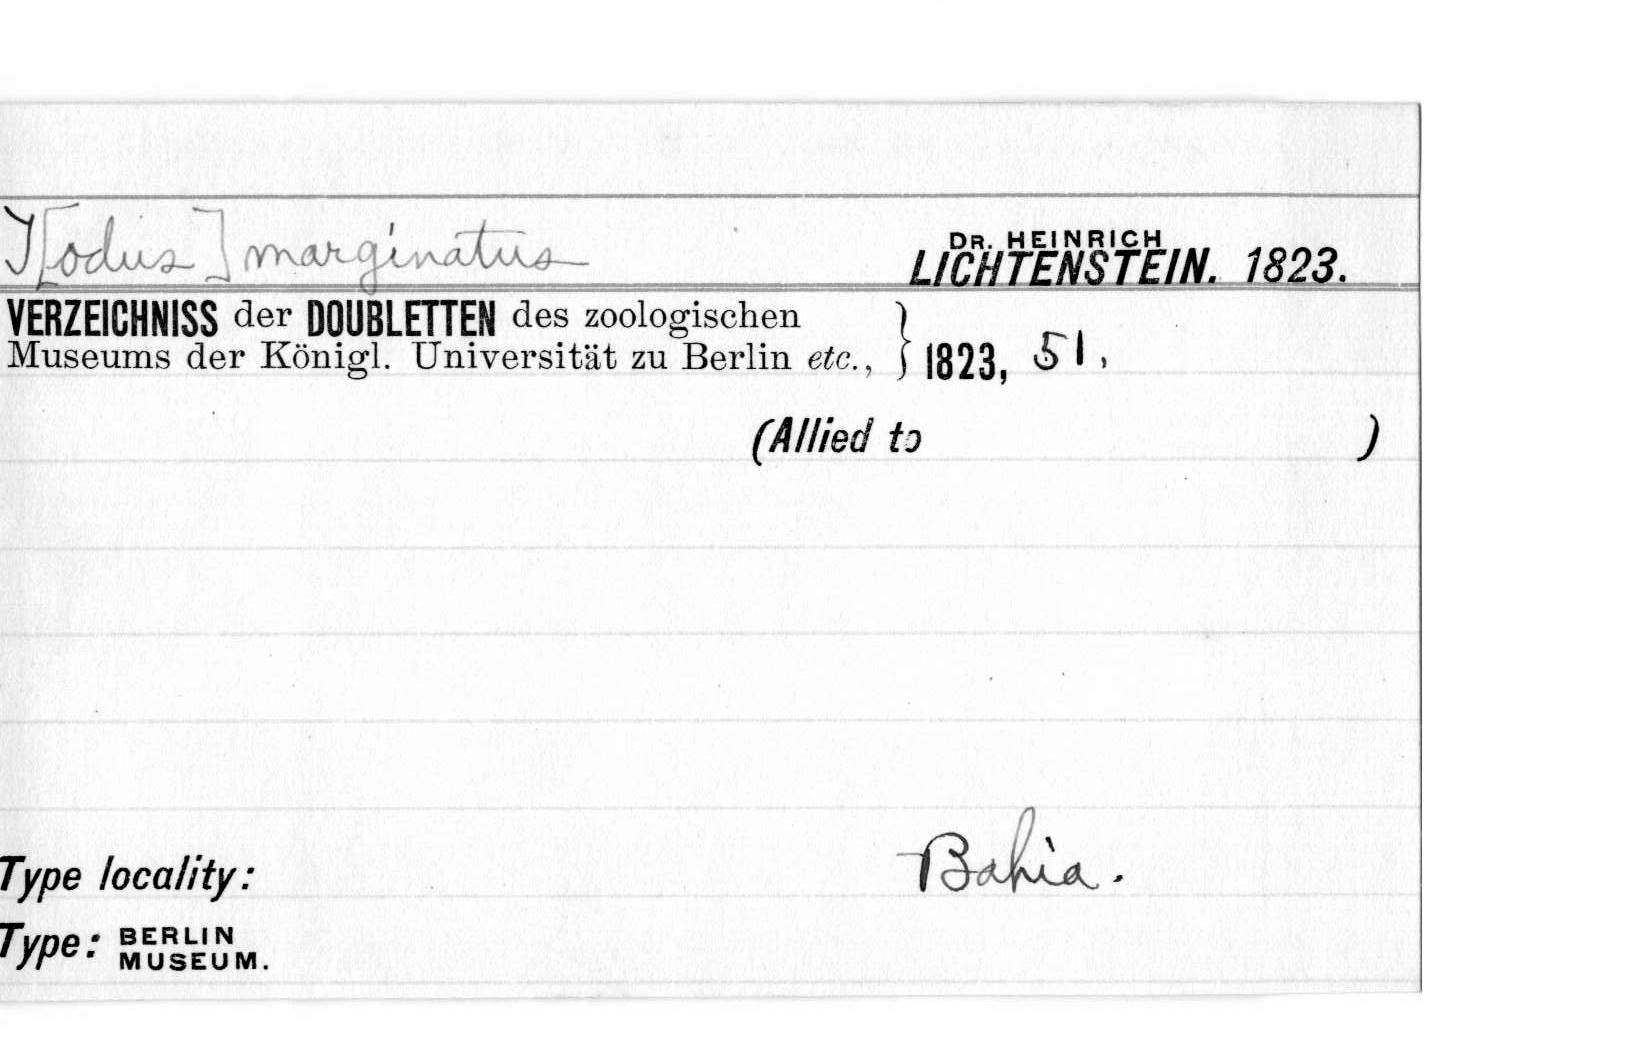 T[odus] marginatus
DR. HEINRICH
LICHTENSTEIN. 1823.
VERZEICHNISS der DOUBLETTEN des zoologischen
Museums der Königl. Universität zu Berlin etc., } 1823, 51,
(Allied to )
Type locality: Bahia.
Type: BERLIN
MUSEUM.